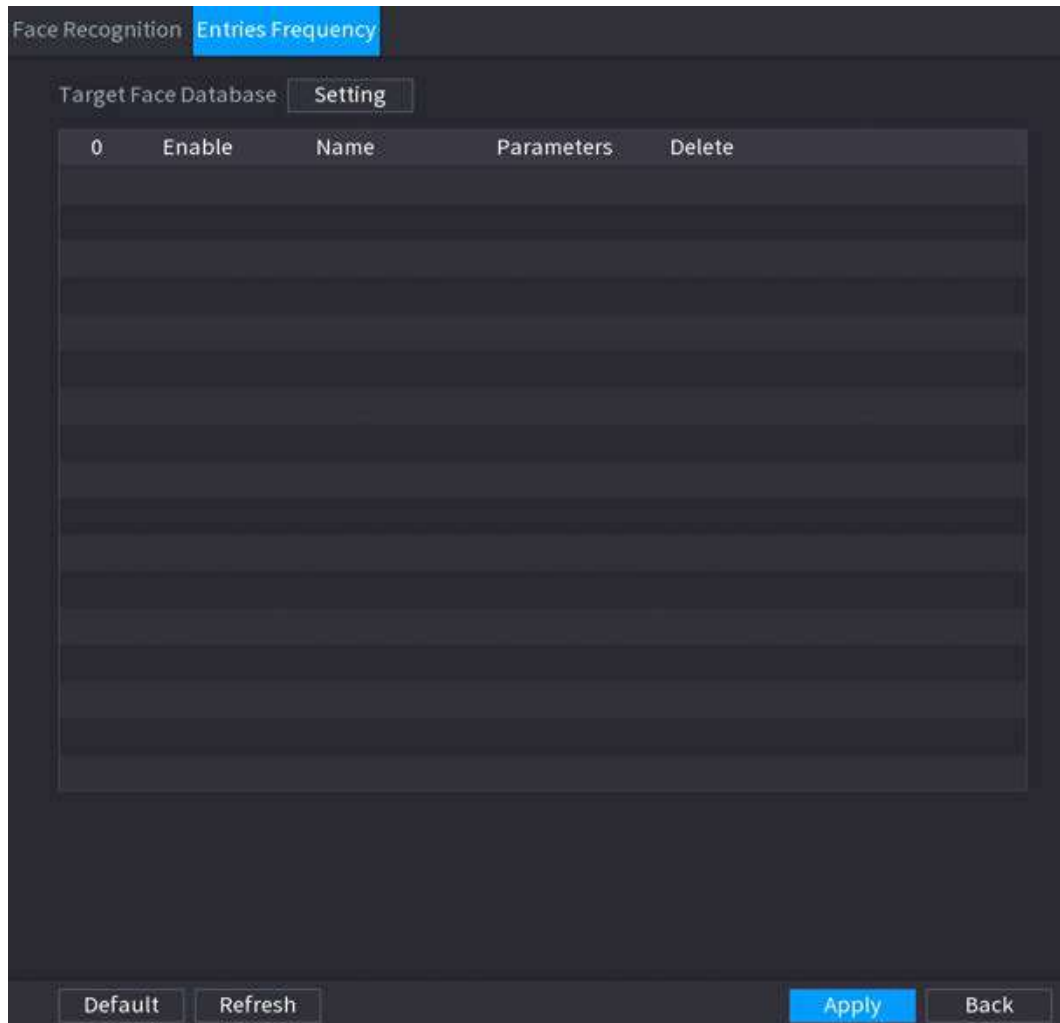 Face Recognition Entries Frequency
Target Face Database Setting
0 Enable Name Parameters Delete
Default Refresh Apply Back